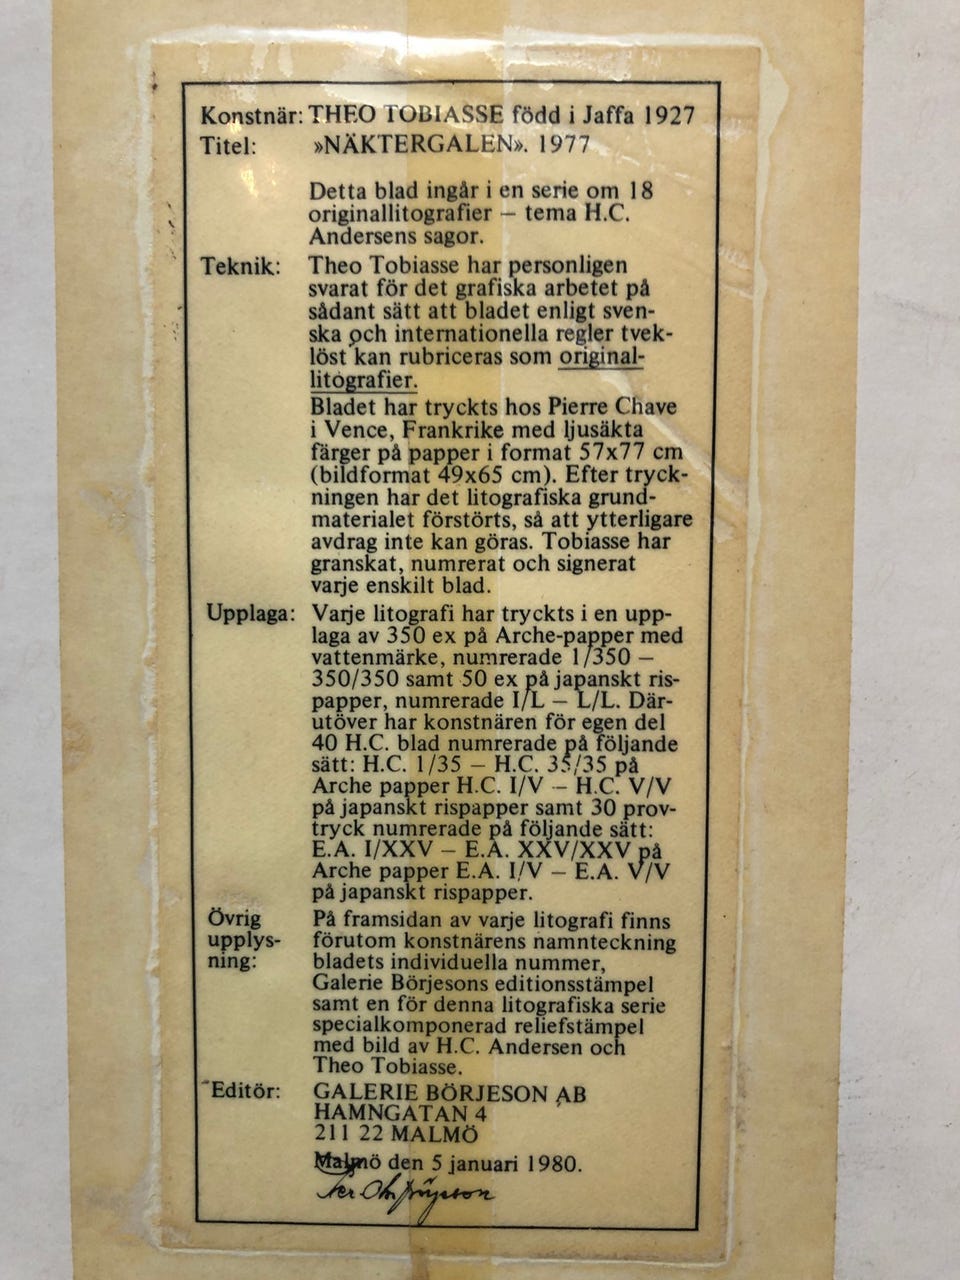 Konstnär: THEO TOBIASSE född i Jaffa 1927
Titel: »NÄKTERGALEN». 1977
Detta blad ingår i en serie om 18
originallitografier — tema H.C.
Andersens sagor.
Teknik: Theo Tobiasse har personligen
svarat för det grafiska arbetet på
sådant sätt att bladet enligt sven-
ska och internationella regler tvek-
löst kan rubriceras som original-
litografier.
Bladet har tryckts hos Pierre Chave
i Vence, Frankrike med ljusäkta
färger på papper i format 57x77 cm
(bildformat 49x65 cm). Efter tryck-
ningen har det litografiska grund-
materialet förstörts, så att ytterligare
avdrag inte kan göras. Tobiasse har
granskat, numrerat och signerat
varje enskilt blad.
Upplaga: Varje litografi har tryckts i en upp-
laga av 350 ex på Arche-papper med
vattenmärke, numrerade 1/350 —
350/350 samt 50 ex på japanskt ris-
papper, numrerade I/L — L/L. Där-
utöver har konstnären för egen del
40 H.C. blad numrerade på följande
sätt: H.C. 1/35 — H.C. 35/35 på
Arche papper H.C. I/V — H.C. V/V
på japanskt rispapper samt 30 prov-
tryck numrerade på följande sätt:
E.A. I/XXV — E.A. XXV/XXV på
Arche papper E.A. I/V — E.A. V/V
på japanskt rispapper.
Övrig På framsidan av varje litografi finns
upplys- förutom konstnärens namnteckning
ning: bladets individuella nummer,
Galerie Börjesons editionsstämpel
samt en för denna litografiska serie
specialkomponerad reliefstämpel
med bild av H.C. Andersen och
Theo Tobiasse.
Editör: GALERIE BÖRJESON AB
HAMNGATAN 4
211 22 MALMÖ
Malmö den 5 januari 1980.